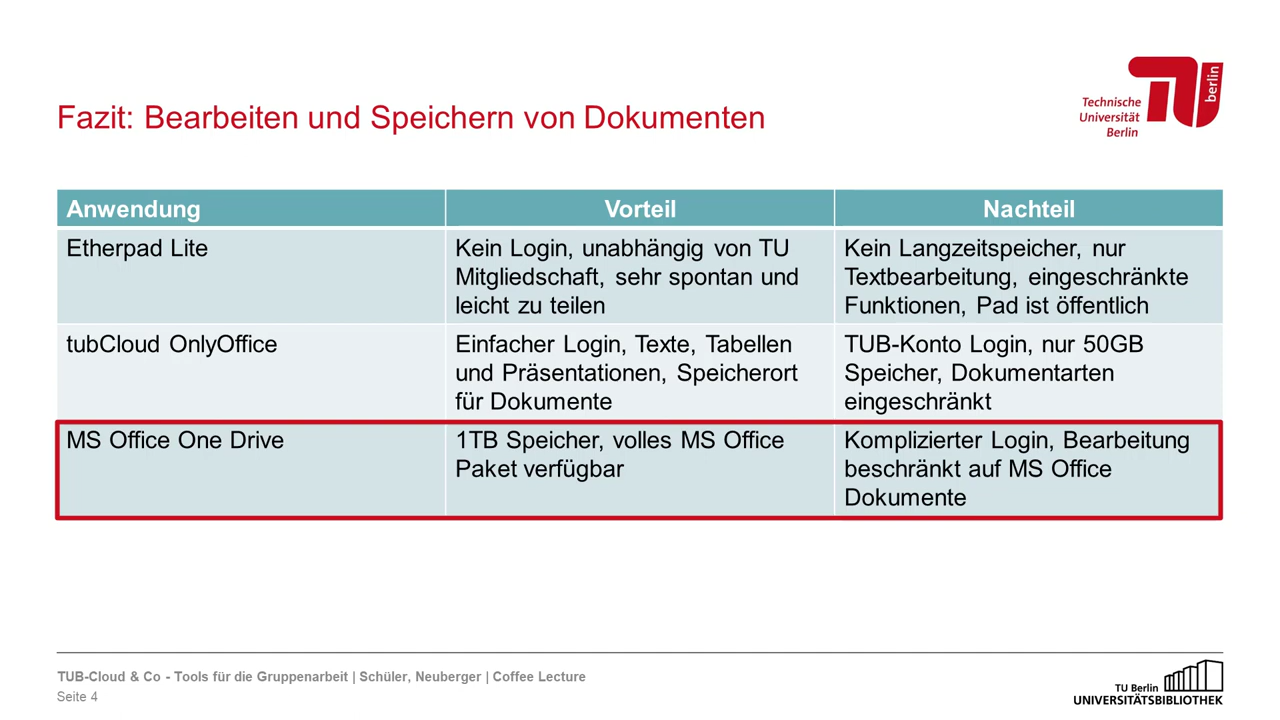 Technische
Universität
Berlin
berlin
Fazit: Bearbeiten und Speichern von Dokumenten
Anwendung Vorteil Nachteil
Etherpad Lite
Kein Login, unabhängig von TU
Mitgliedschaft, sehr spontan und
leicht zu teilen
Kein Langzeitspeicher, nur
Textbearbeitung, eingeschränkte
Funktionen, Pad ist öffentlich
tubCloud OnlyOffice
Einfacher Login, Texte, Tabellen
und Präsentationen, Speicherort
für Dokumente
TUB-Konto Login, nur 50GB
Speicher, Dokumentarten
eingeschränkt
MS Office One Drive
1TB Speicher, volles MS Office
Paket verfügbar
Komplizierter Login, Bearbeitung
beschränkt auf MS Office
Dokumente
TUB-Cloud & Co - Tools für die Gruppenarbeit | Schüler, Neuberger | Coffee Lecture
Seite 4
TU Berlin
UNIVERSITÄTSBIBLIOTHEK